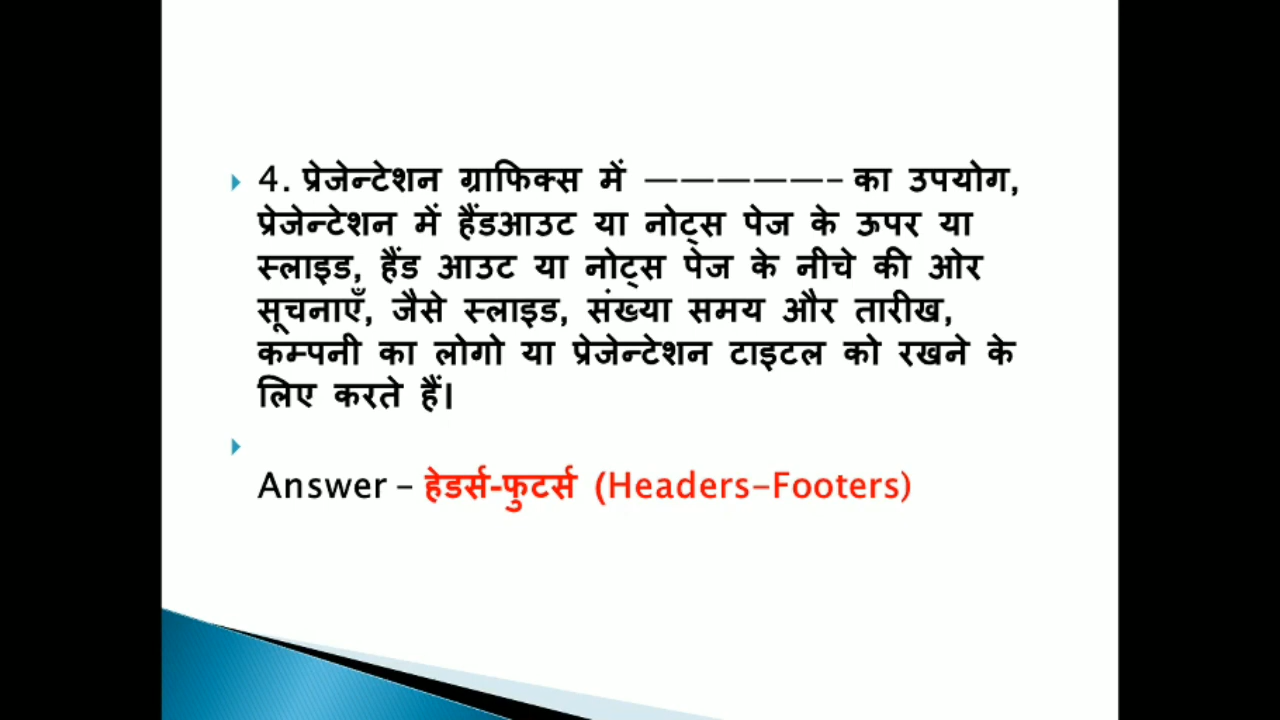 4. प्रेजेन्टेशन ग्राफिक्स में —————– का उपयोग,
प्रेजेन्टेशन में हैंडआउट या नोट्स पेज के ऊपर या
स्लाइड, हैंड आउट या नोट्स पेज के नीचे की ओर
सूचनाएँ, जैसे स्लाइड, संख्या समय और तारीख,
कम्पनी का लोगो या प्रेजेन्टेशन टाइटल को रखने के
लिए करते हैं।
Answer – हेडर्स-फुटर्स (Headers-Footers)